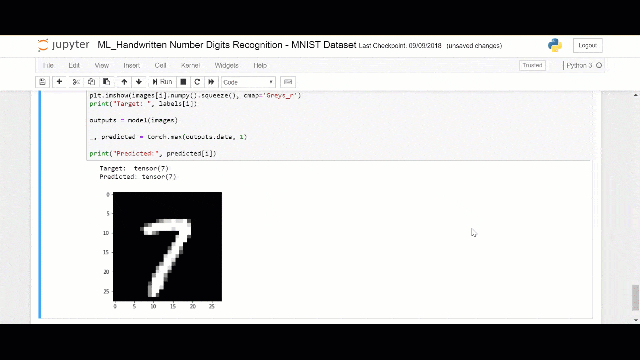 jupyter ML_Handwritten Number Digits Recognition - MNIST Dataset Last Checkpoint: 09/09/2018 (unsaved changes) Logout
File Edit View Insert Cell Kernel Widgets Help Trusted Python 3
Run Code
plt.imshow(images[i].numpy().squeeze(), cmap='Greys_r')
print("Target: ", labels[i])
outputs = model(images)
_, predicted = torch.max(outputs.data, 1)
print("Predicted:", predicted[i])
Target:  tensor(7)
Predicted: tensor(7)
0
5
10
15
20
25
0 5 10 15 20 25
7